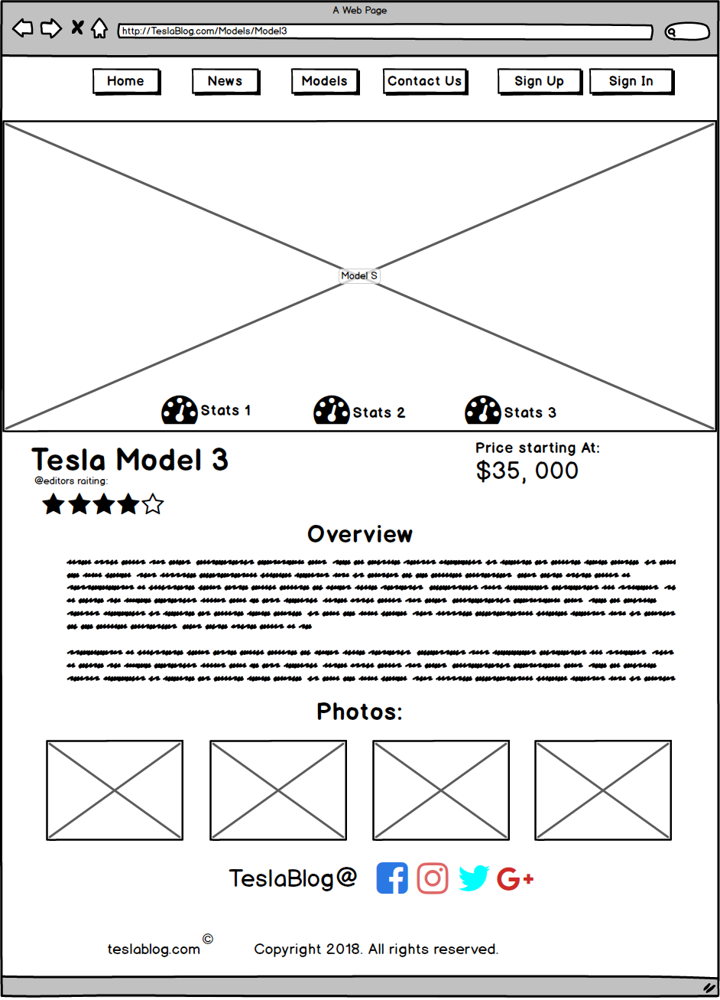 A Web Page
http://TeslaBlog.com/Models/Model3
Home News Models Contact Us Sign Up Sign In
Model S
Stats 1 Stats 2 Stats 3
Tesla Model 3
@editors raiting:
Price starting At:
$35, 000
Overview
Photos:
TeslaBlog@
teslablog.com © Copyright 2018. All rights reserved.